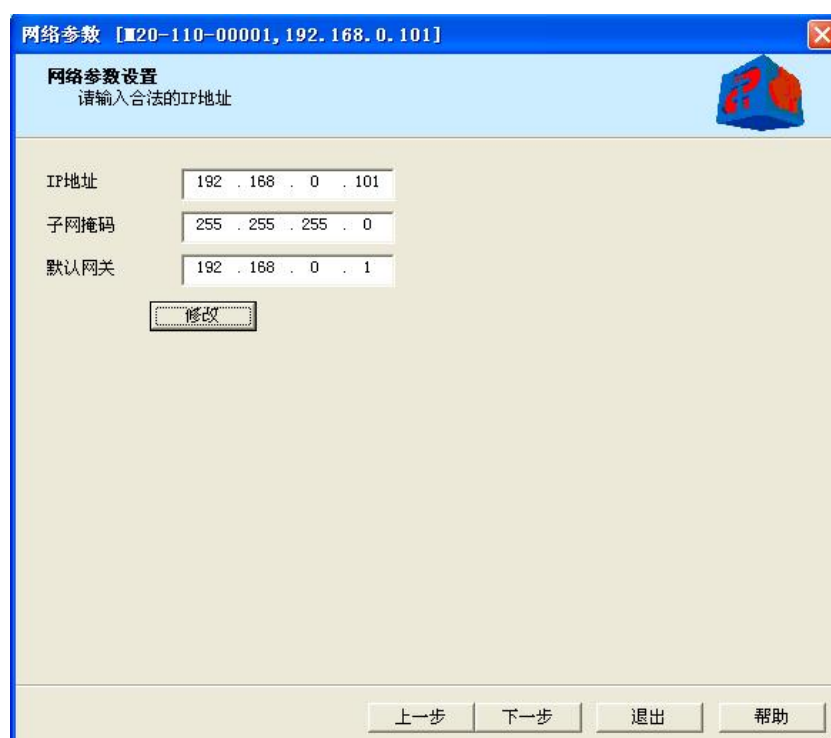 网络参数 [M20-110-00001,192.168.0.101]
网络参数设置
请输入合法的IP地址
IP地址 192 . 168 . 0 . 101
子网掩码 255 . 255 . 255 . 0
默认网关 192 . 168 . 0 . 1
修改
上一步 下一步 退出 帮助